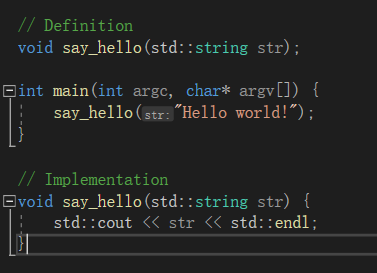 // Definition
void say_hello(std::string str);
int main(int argc, char* argv[]) {
say_hello(str:"Hello world!");
}
// Implementation
void say_hello(std::string str) {
std::cout << str << std::endl;
}